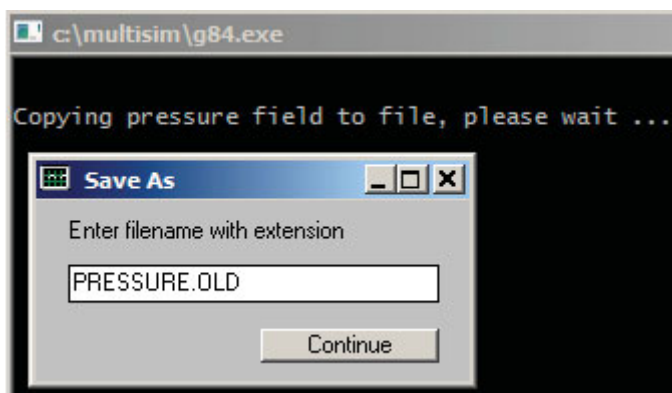 c:\multisim\g84.exe
Copying pressure field to file, please wait ...
Save As
Enter filename with extension
PRESSURE.OLD
Continue